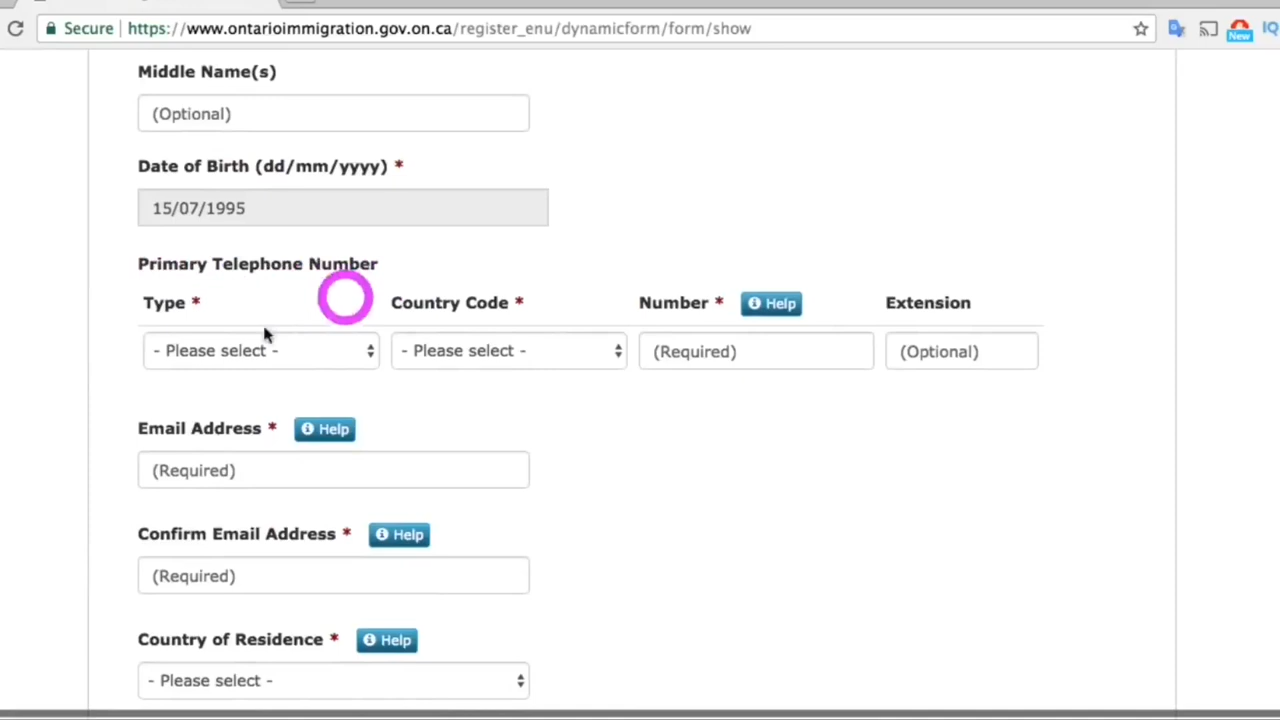 Secure https://www.ontarioimmigration.gov.on.ca/register_enu/dynamicform/form/show
New IQ
Middle Name(s)
(Optional)
Date of Birth (dd/mm/yyyy) *
15/07/1995
Primary Telephone Number
Type * Country Code * Number * Help Extension
- Please select - - Please select - (Required) (Optional)
Email Address * Help
(Required)
Confirm Email Address * Help
(Required)
Country of Residence * Help
- Please select -